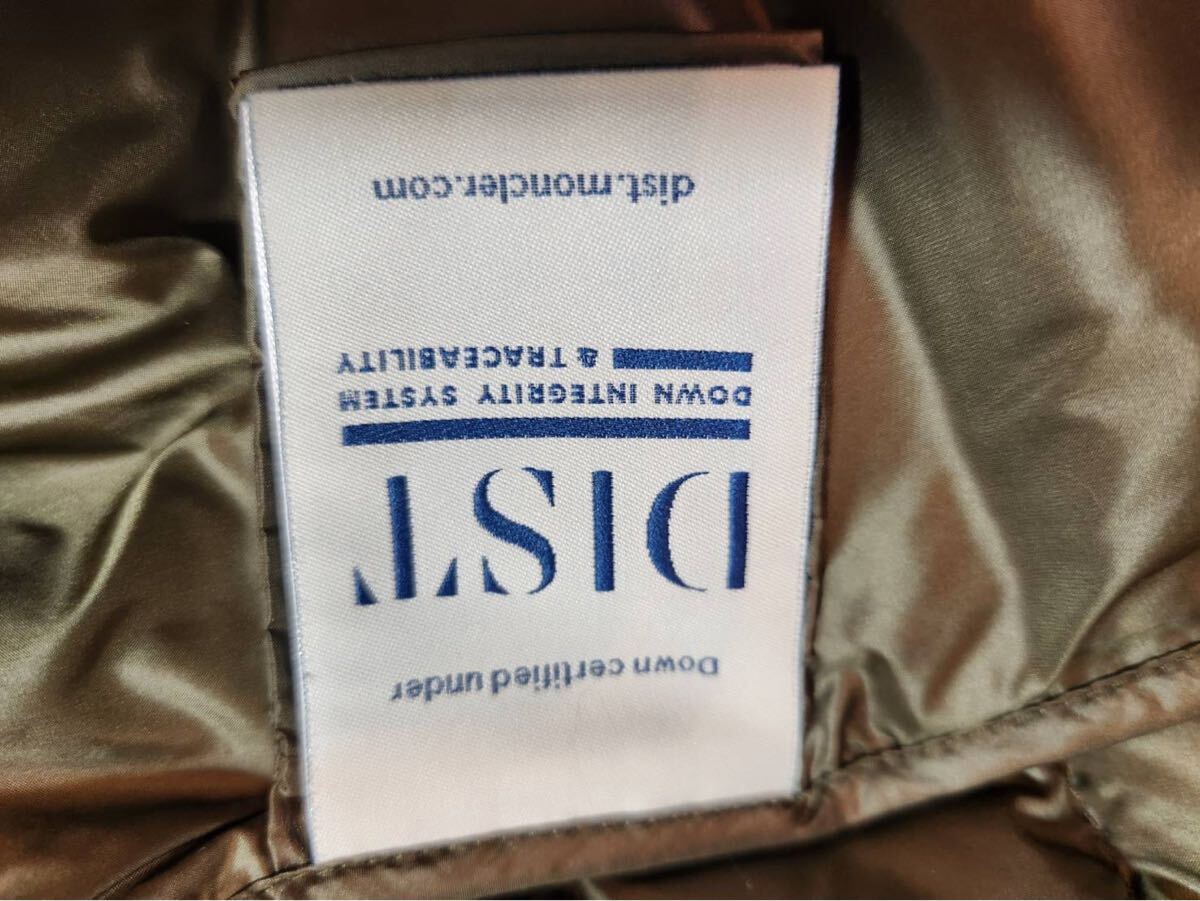 Down certified under
DIST
DOWN INTEGRITY SYSTEM
& TRACEABILITY
dist.moncler.com